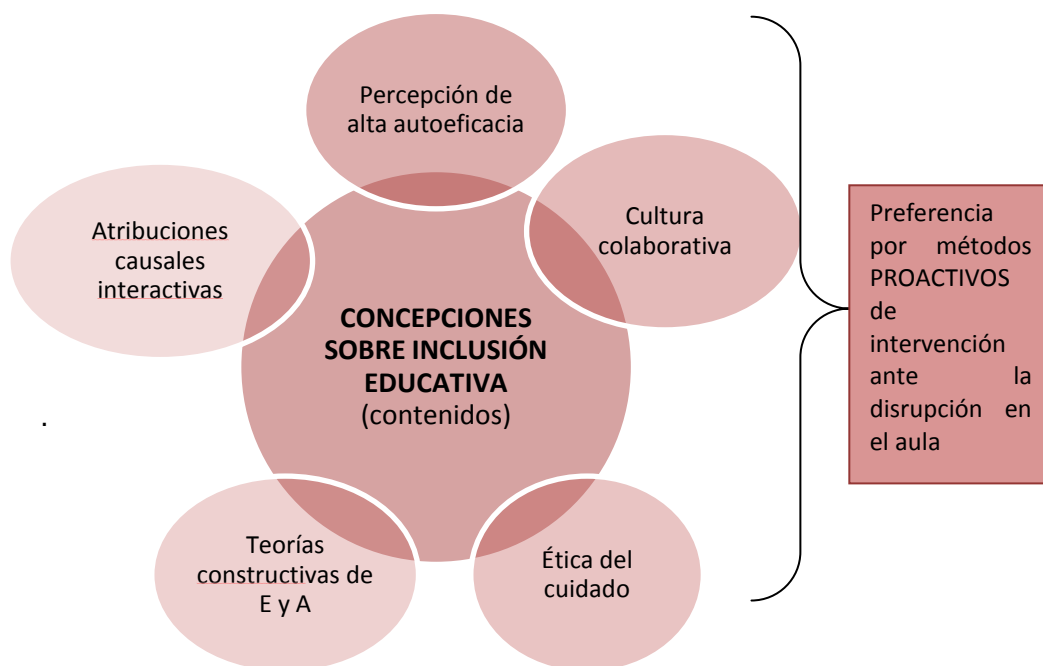 Percepción de
alta autoeficacia
Cultura
colaborativa
Atribuciones
causales
interactivas
CONCEPCIONES
SOBRE INCLUSIÓN
EDUCATIVA
(contenidos)
.
Teorías
constructivas de
E y A
Ética del
cuidado
Preferencia
por métodos
PROACTIVOS
de
intervención
ante la
disrupción en
el aula